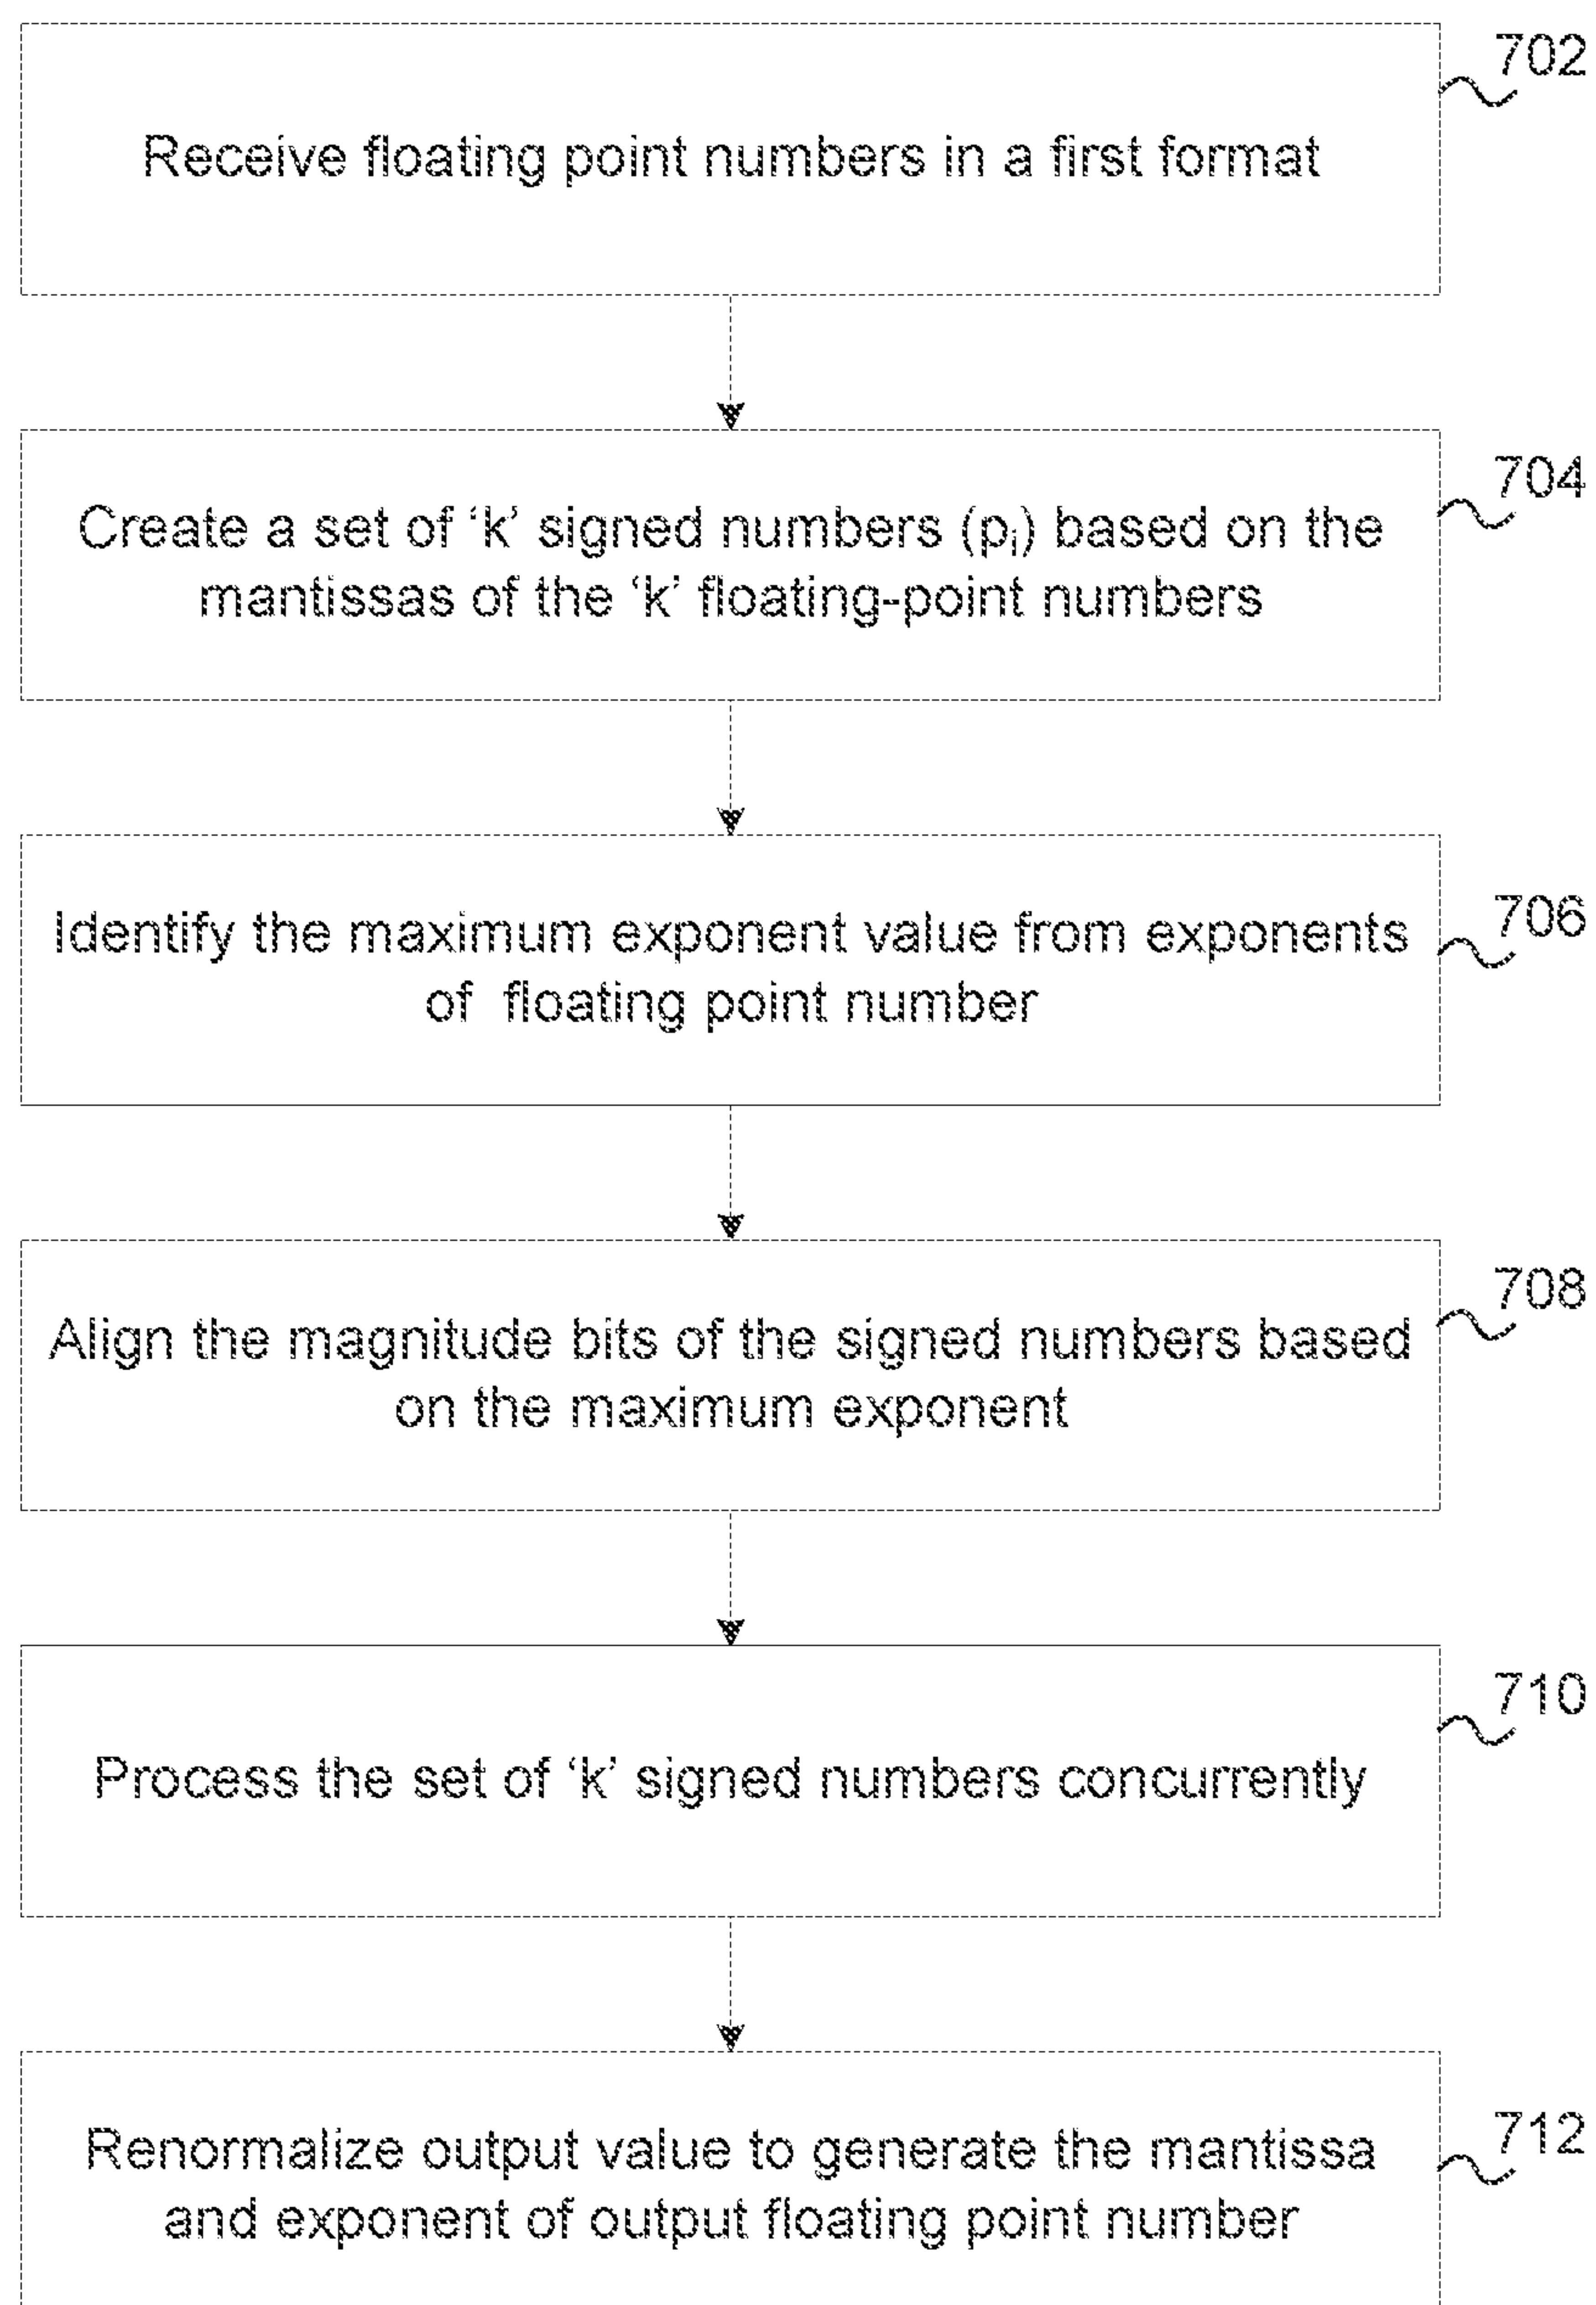 702
Receive floating point numbers in a first format
704
Create a set of ‘k’ signed numbers (pi) based on the
mantissas of the ‘k’ floating-point numbers
706
Identify the maximum exponent value from exponents
of floating point number
708
Align the magnitude bits of the signed numbers based
on the maximum exponent
710
Process the set of ‘k’ signed numbers concurrently
712
Renormalize output value to generate the mantissa
and exponent of output floating point number